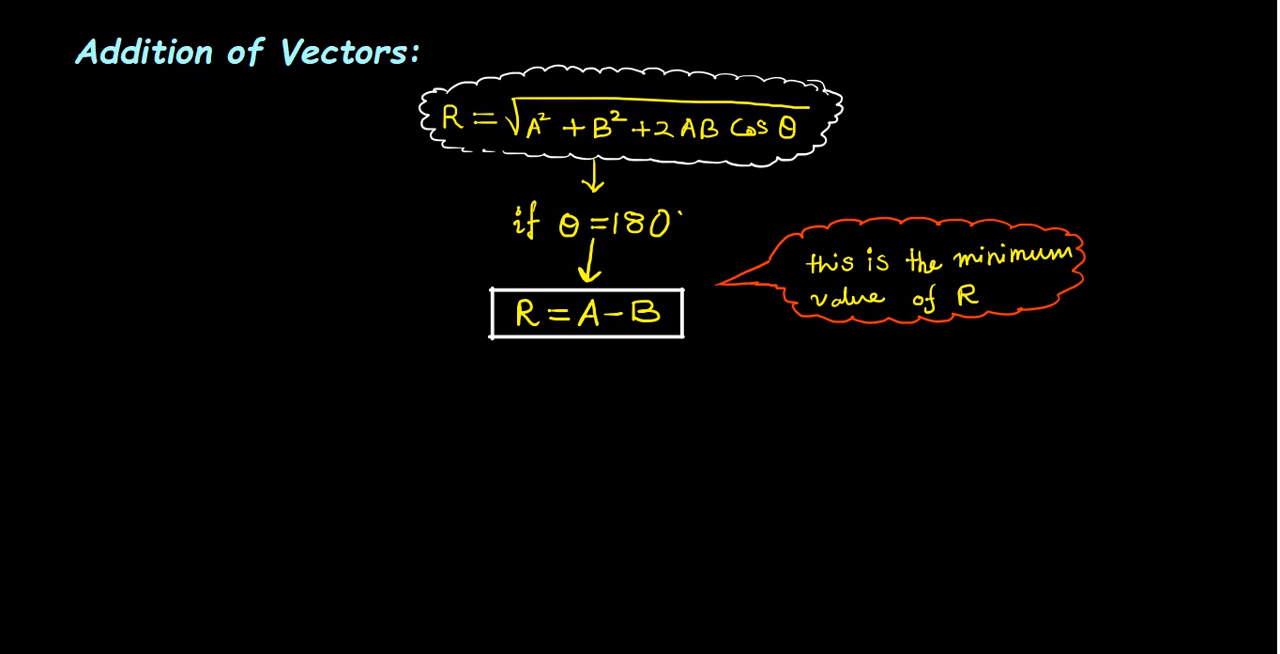 Addition of Vectors:
R = √A² + B² + 2 AB Cos θ
if θ = 180°
R = A - B
this is the minimum
value of R